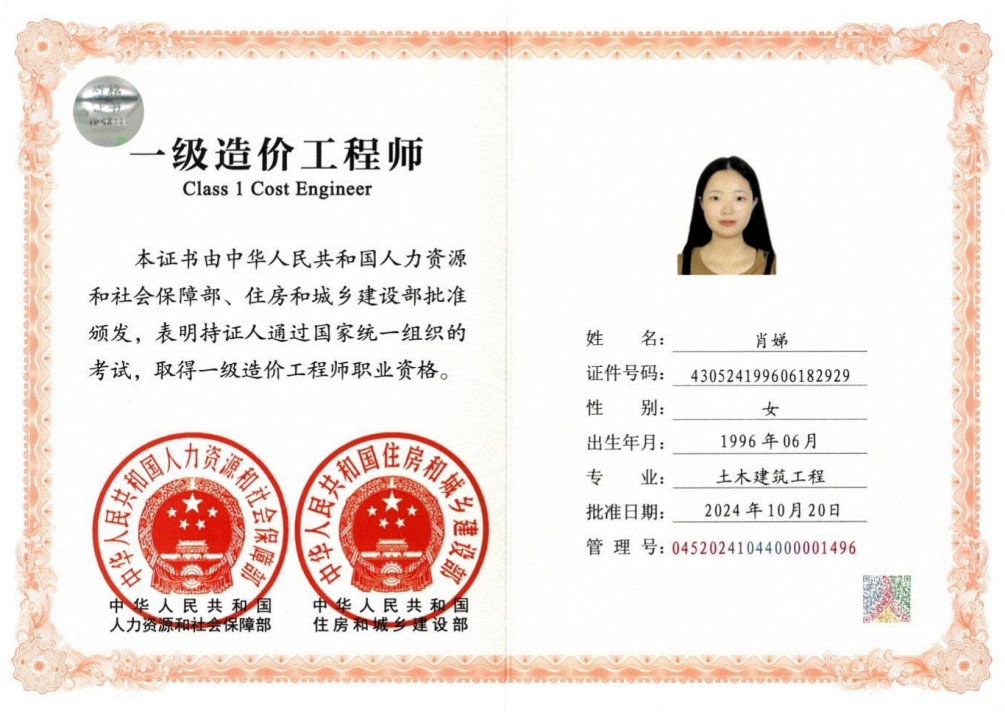 一级造价工程师
Class 1 Cost Engineer
本证书由中华人民共和国人力资源
和社会保障部、住房和城乡建设部批准
颁发，表明持证人通过国家统一组织的
考试，取得一级造价工程师职业资格。
中华人民共和国人力资源和社会保障部
中华人民共和国住房和城乡建设部
中华人民共和国
人力资源和社会保障部
中华人民共和国
住房和城乡建设部
姓名：肖娣
证件号码：430524199606182929
性别：女
出生年月：1996年06月
专业：土木建筑工程
批准日期：2024年10月20日
管理号：04520241044000001496